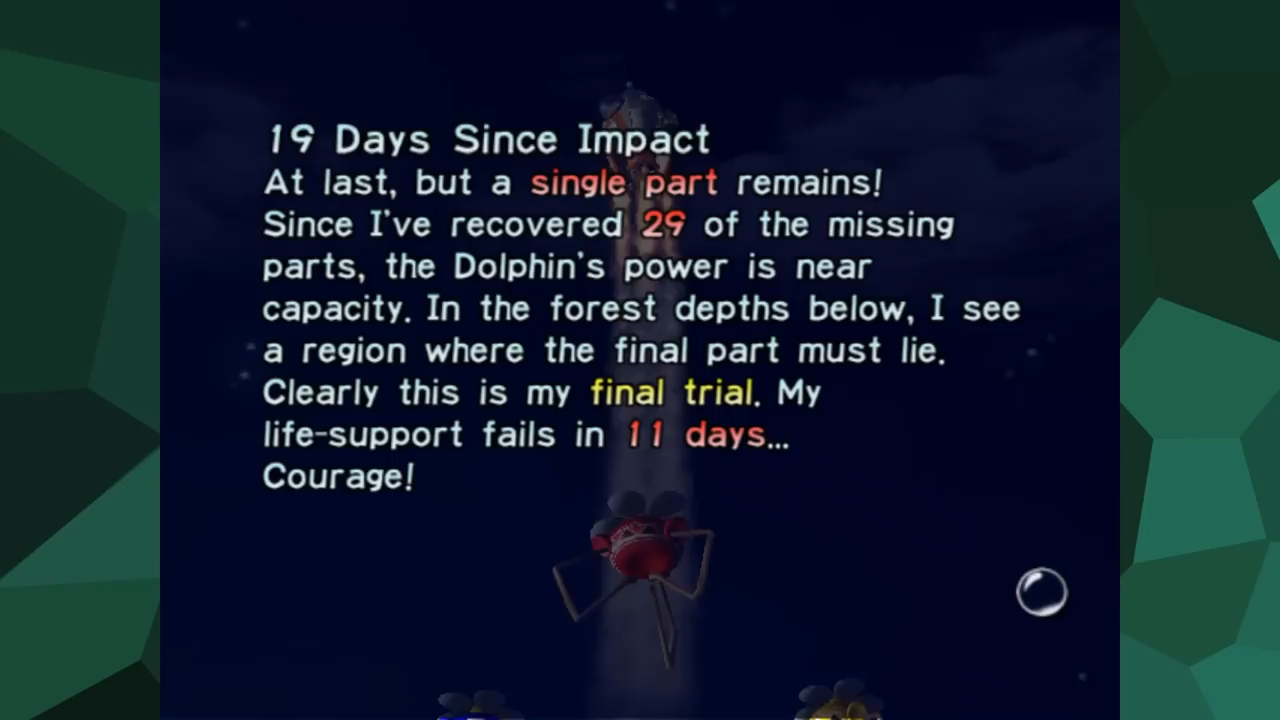 19 Days Since Impact
At last, but a single part remains!
Since I've recovered 29 of the missing
parts, the Dolphin's power is near
capacity. In the forest depths below, I see
a region where the final part must lie.
Clearly this is my final trial. My
life-support fails in 11 days...
Courage!